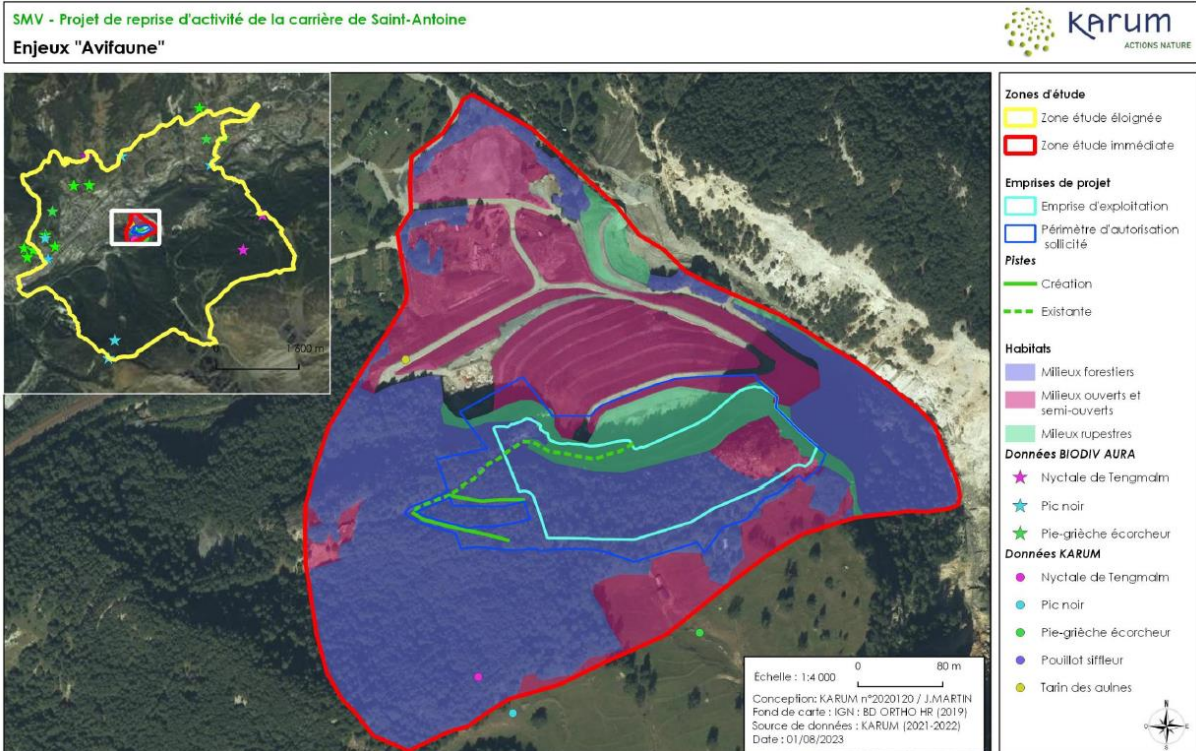 SMV - Projet de reprise d'activité de la carrière de Saint-Antoine
Enjeux "Avifaune"
KARUM
ACTIONS NATURE
1 600 m
Zones d'étude
Zone étude éloignée
Zone étude immédiate
Emprises de projet
Emprise d'exploitation
Périmètre d'autorisation
sollicité
Pistes
Création
Existante
Habitats
Milieux forestiers
Milieux ouverts et
semi-ouverts
Milieux rupestres
Données BIODIV AURA
Nyctale de Tengmalm
Pic noir
Pie-grièche écorcheur
Données KARUM
Nyctale de Tengmalm
Pic noir
Pie-grièche écorcheur
Pouillot siffleur
Tarin des aulnes
Echelle : 1:4 000
0 80 m
Conception: KARUM n°2020120 / J.MARTIN
Fond de carte : IGN : BD ORTHO HR (2019)
Source de données : KARUM (2021-2022)
Date : 01/08/2023
N
O E
S